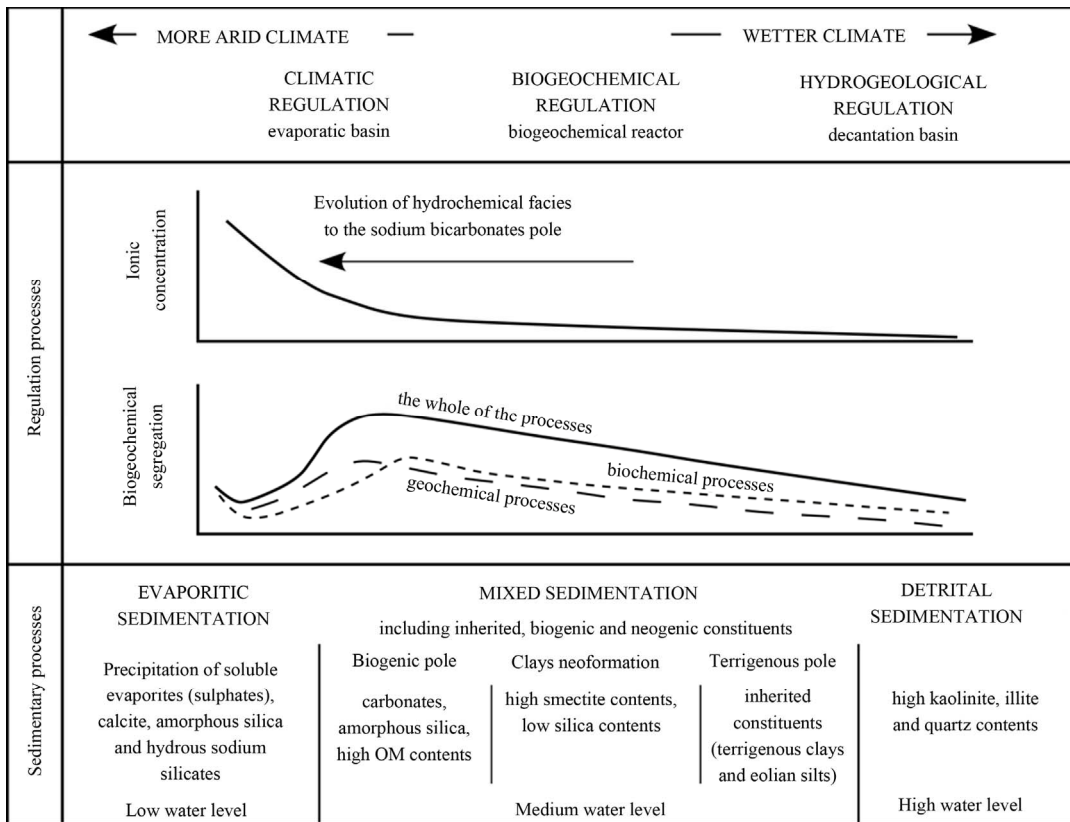 MORE ARID CLIMATE
WETTER CLIMATE
CLIMATIC
REGULATION
evaporatic basin
BIOGEOCHEMICAL
REGULATION
biogeochemical reactor
HYDROGEOLOGICAL
REGULATION
decantation basin
Regulation processes
Ionic
concentration
Evolution of hydrochemical facies
to the sodium bicarbonates pole
Biogeochemical
segregation
the whole of the processes
biochemical processes
geochemical processes
Sedimentary processes
EVAPORITIC
SEDIMENTATION
Precipitation of soluble
evaporites (sulphates),
calcite, amorphous silica
and hydrous sodium
silicates
Low water level
MIXED SEDIMENTATION
including inherited, biogenic and neogenic constituents
Biogenic pole
carbonates,
amorphous silica,
high OM contents
Clays neoformation
high smectite contents,
low silica contents
Terrigenous pole
inherited
constituents
(terrigenous clays
and eolian silts)
Medium water level
DETRITAL
SEDIMENTATION
high kaolinite, illite
and quartz contents
High water level